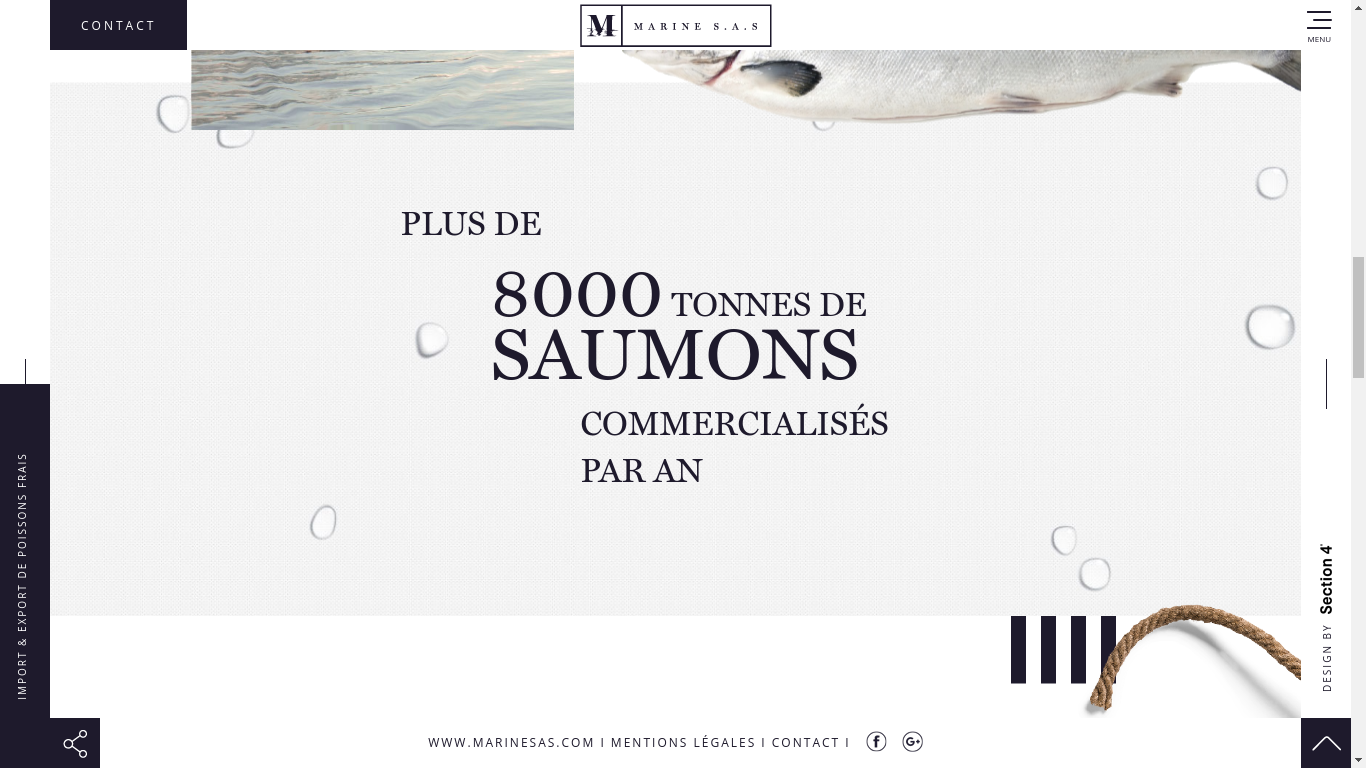 CONTACT
M MARINE S.A.S
MENU
PLUS DE
8000 TONNES DE
SAUMONS
COMMERCIALISÉS
PAR AN
IMPORT & EXPORT DE POISSONS FRAIS
DESIGN BY Section 4
WWW.MARINESAS.COM I MENTIONS LÉGALES I CONTACT I